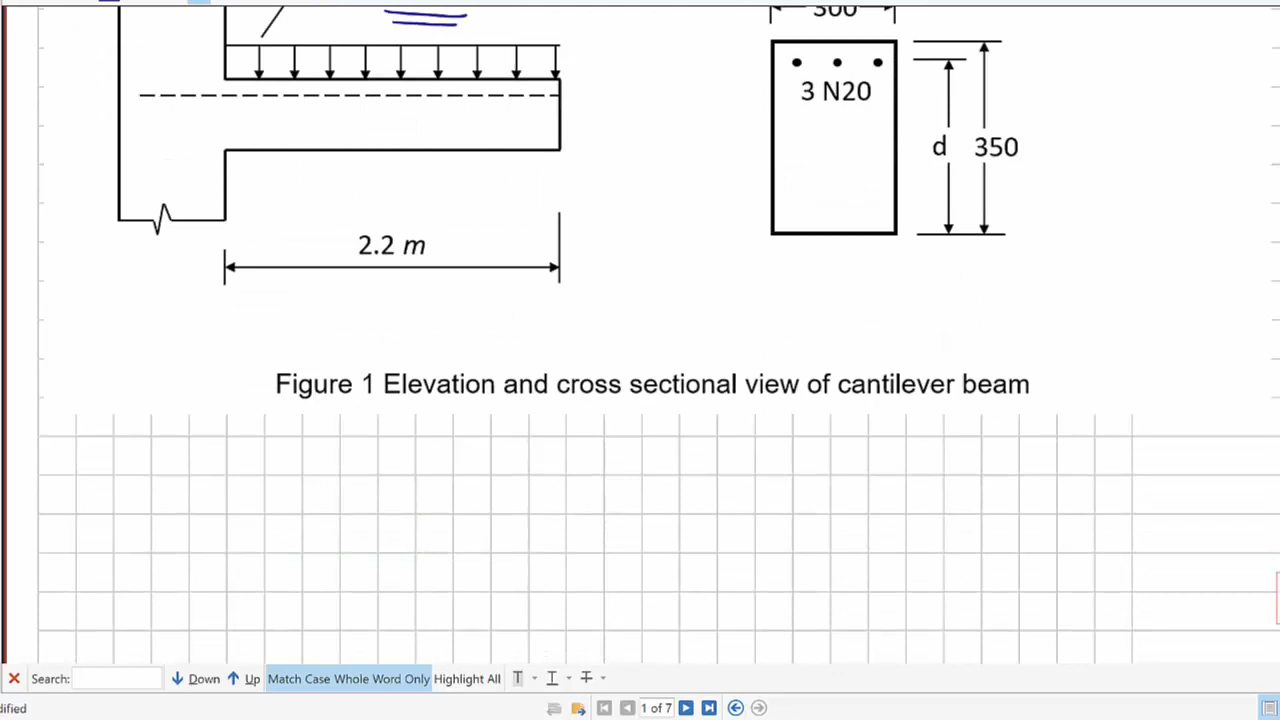 300
3 N20
d 350
2.2 m
Figure 1 Elevation and cross sectional view of cantilever beam
Search: Down Up Match Case Whole Word Only Highlight All T T T
dified 1 of 7